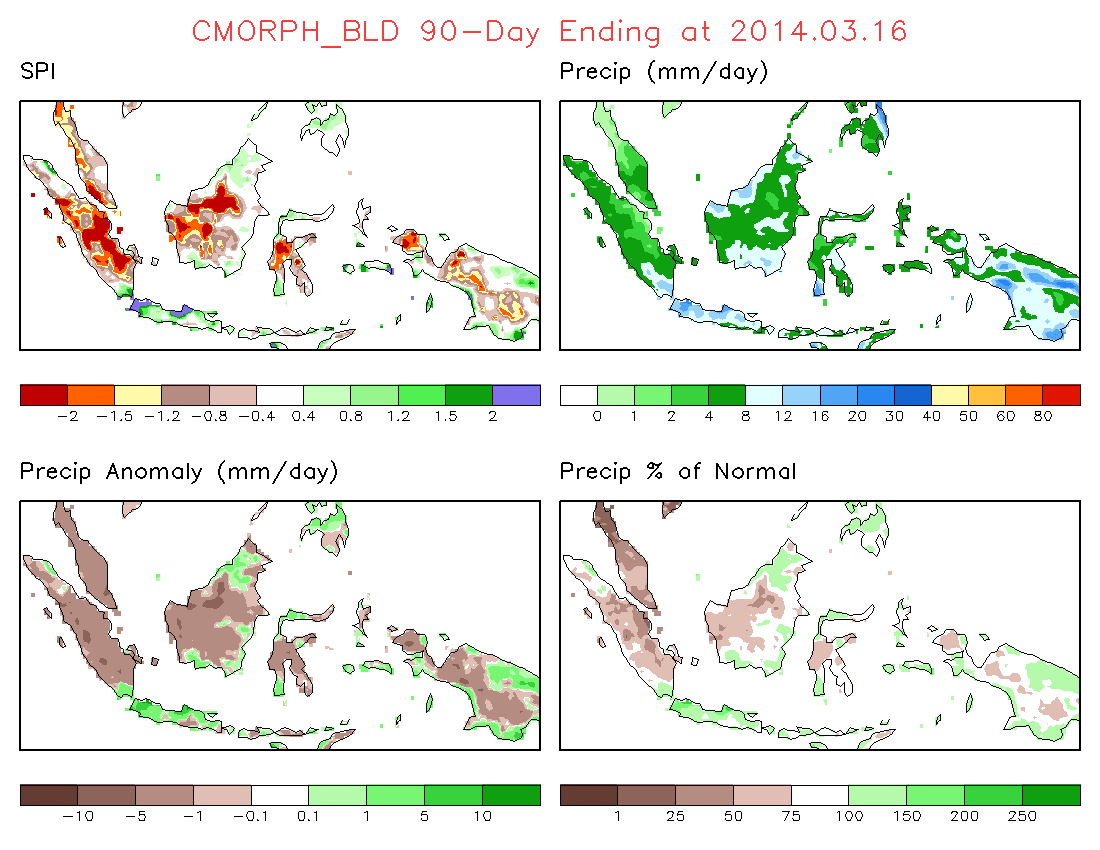 CMORPH_BLD 90-Day Ending at 2014.03.16
SPI
Precip (mm/day)
-2 -1.5 -1.2 -0.8 -0.4 0.4 0.8 1.2 1.5 2
0 1 2 4 8 12 16 20 30 40 50 60 80
Precip Anomaly (mm/day)
Precip % of Normal
-10 -5 -1 -0.1 0.1 1 5 10
1 25 50 75 100 150 200 250